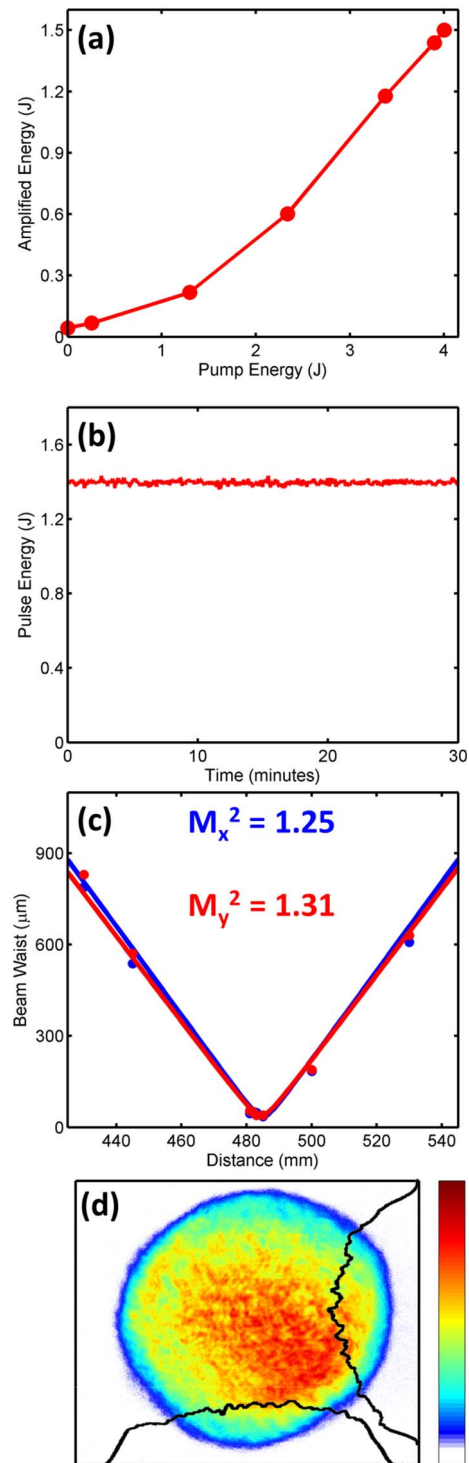 (a)
1.5
1.2
0.9
0.6
0.3
0
Amplified Energy (J)
0 1 2 3 4
Pump Energy (J)
(b)
1.6
1.2
0.8
0.4
0
Pulse Energy (J)
0 10 20 30
Time (minutes)
(c)
Mx² = 1.25
My² = 1.31
900
600
300
0
Beam Waist (μm)
440 460 480 500 520 540
Distance (mm)
(d)